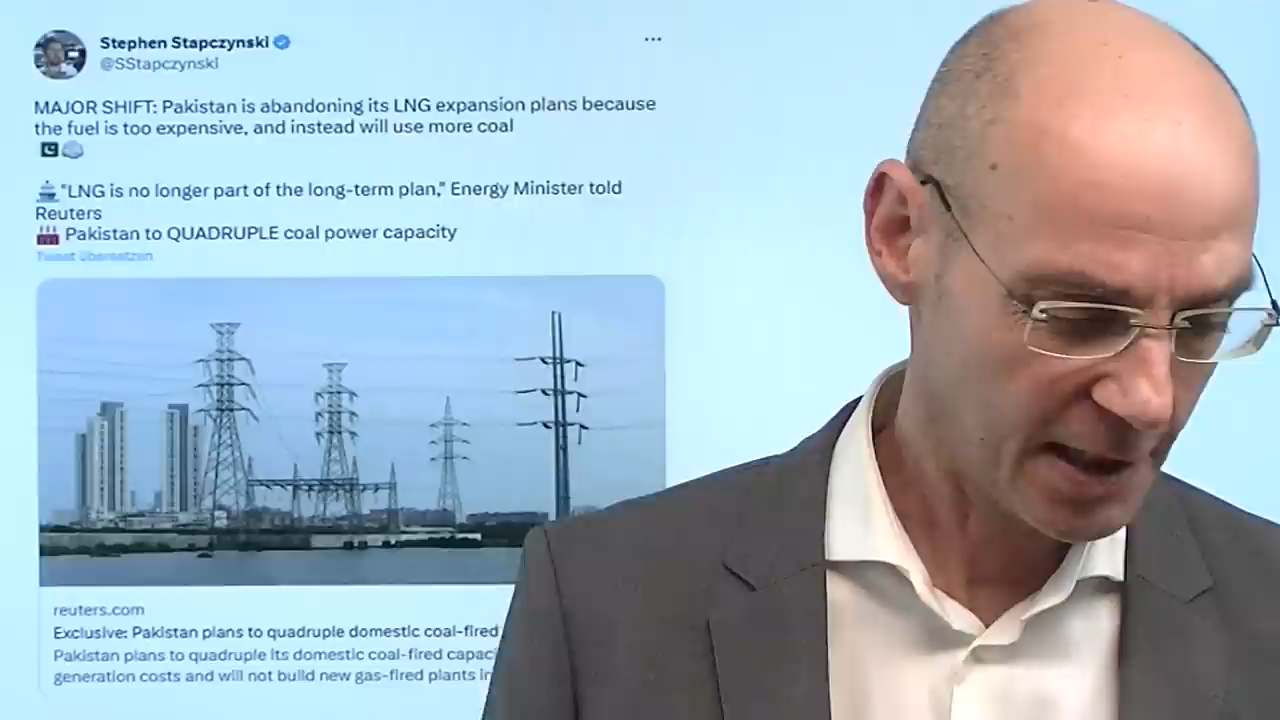 Stephen Stapczynski
@SStapczynski
MAJOR SHIFT: Pakistan is abandoning its LNG expansion plans because
the fuel is too expensive, and instead will use more coal
"LNG is no longer part of the long-term plan," Energy Minister told
Reuters
Pakistan to QUADRUPLE coal power capacity
Tweet übersetzen
reuters.com
Exclusive: Pakistan plans to quadruple domestic coal-fired
Pakistan plans to quadruple its domestic coal-fired
generation costs and will not build new gas-fired plants